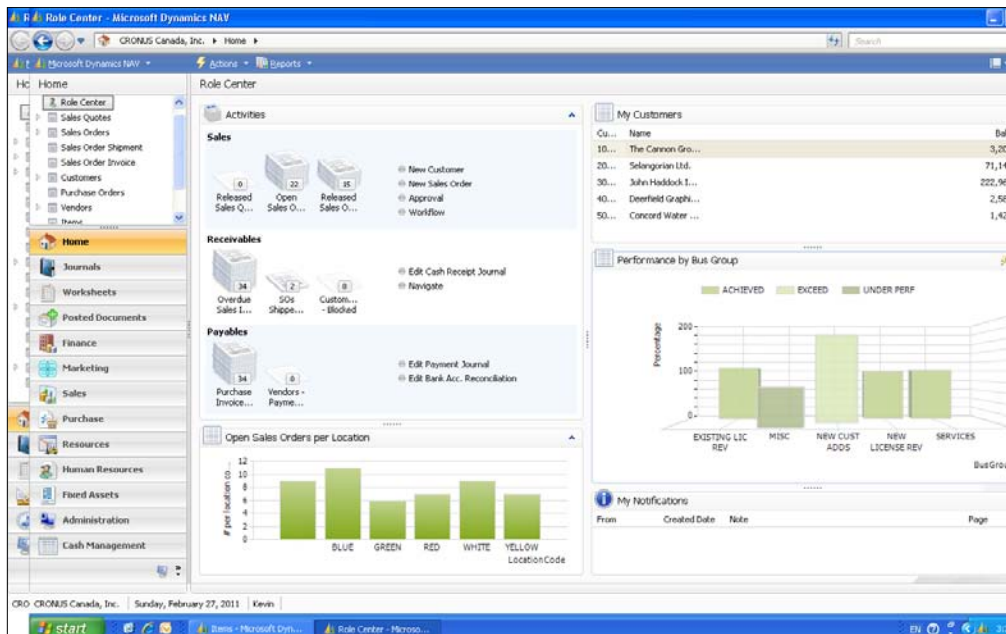 Role Center - Microsoft Dynamics NAV
CRONUS Canada, Inc. Home
Search
Microsoft Dynamics NAV Actions Reports
Home
Role Center
Sales Quotes
Sales Orders
Sales Order Shipment
Sales Order Invoice
Customers
Purchase Orders
Vendors
Items
Home
Journals
Worksheets
Posted Documents
Finance
Marketing
Sales
Purchase
Resources
Human Resources
Fixed Assets
Administration
Cash Management
Role Center
Activities
Sales
0 22 15
Released Sales Q...
Open Sales O...
Released Sales O...
New Customer
New Sales Order
Approval
Workflow
Receivables
34 2 0
Overdue Sales I...
SOs Shippe...
Custom... - Blocked
Edit Cash Receipt Journal
Navigate
Payables
34 0
Purchase Invoice...
Vendors - Payme...
Edit Payment Journal
Edit Bank Acc. Reconciliation
Open Sales Orders per Location
# per location co...
12
10
8
6
4
2
0
BLUE GREEN RED WHITE YELLOW
LocationCode
My Customers
Cu... Name Bal
10... The Cannon Gro... 3,20
20... Selangorian Ltd. 71,14
30... John Haddock I... 222,96
40... Deerfield Graphi... 2,58
50... Concord Water ... 1,42
Performance by Bus Group
ACHIEVED EXCEED UNDER PERF
Percentage
200
100
0
EXISTING LIC REV
MISC
NEW CUST ADDS
NEW LICENSE REV
SERVICES
BusGrou
My Notifications
From Created Date Note Page
CRO CRONUS Canada, Inc. Sunday, February 27, 2011 Kevin
start Items - Microsoft Dyn... Role Center - Microso... EN